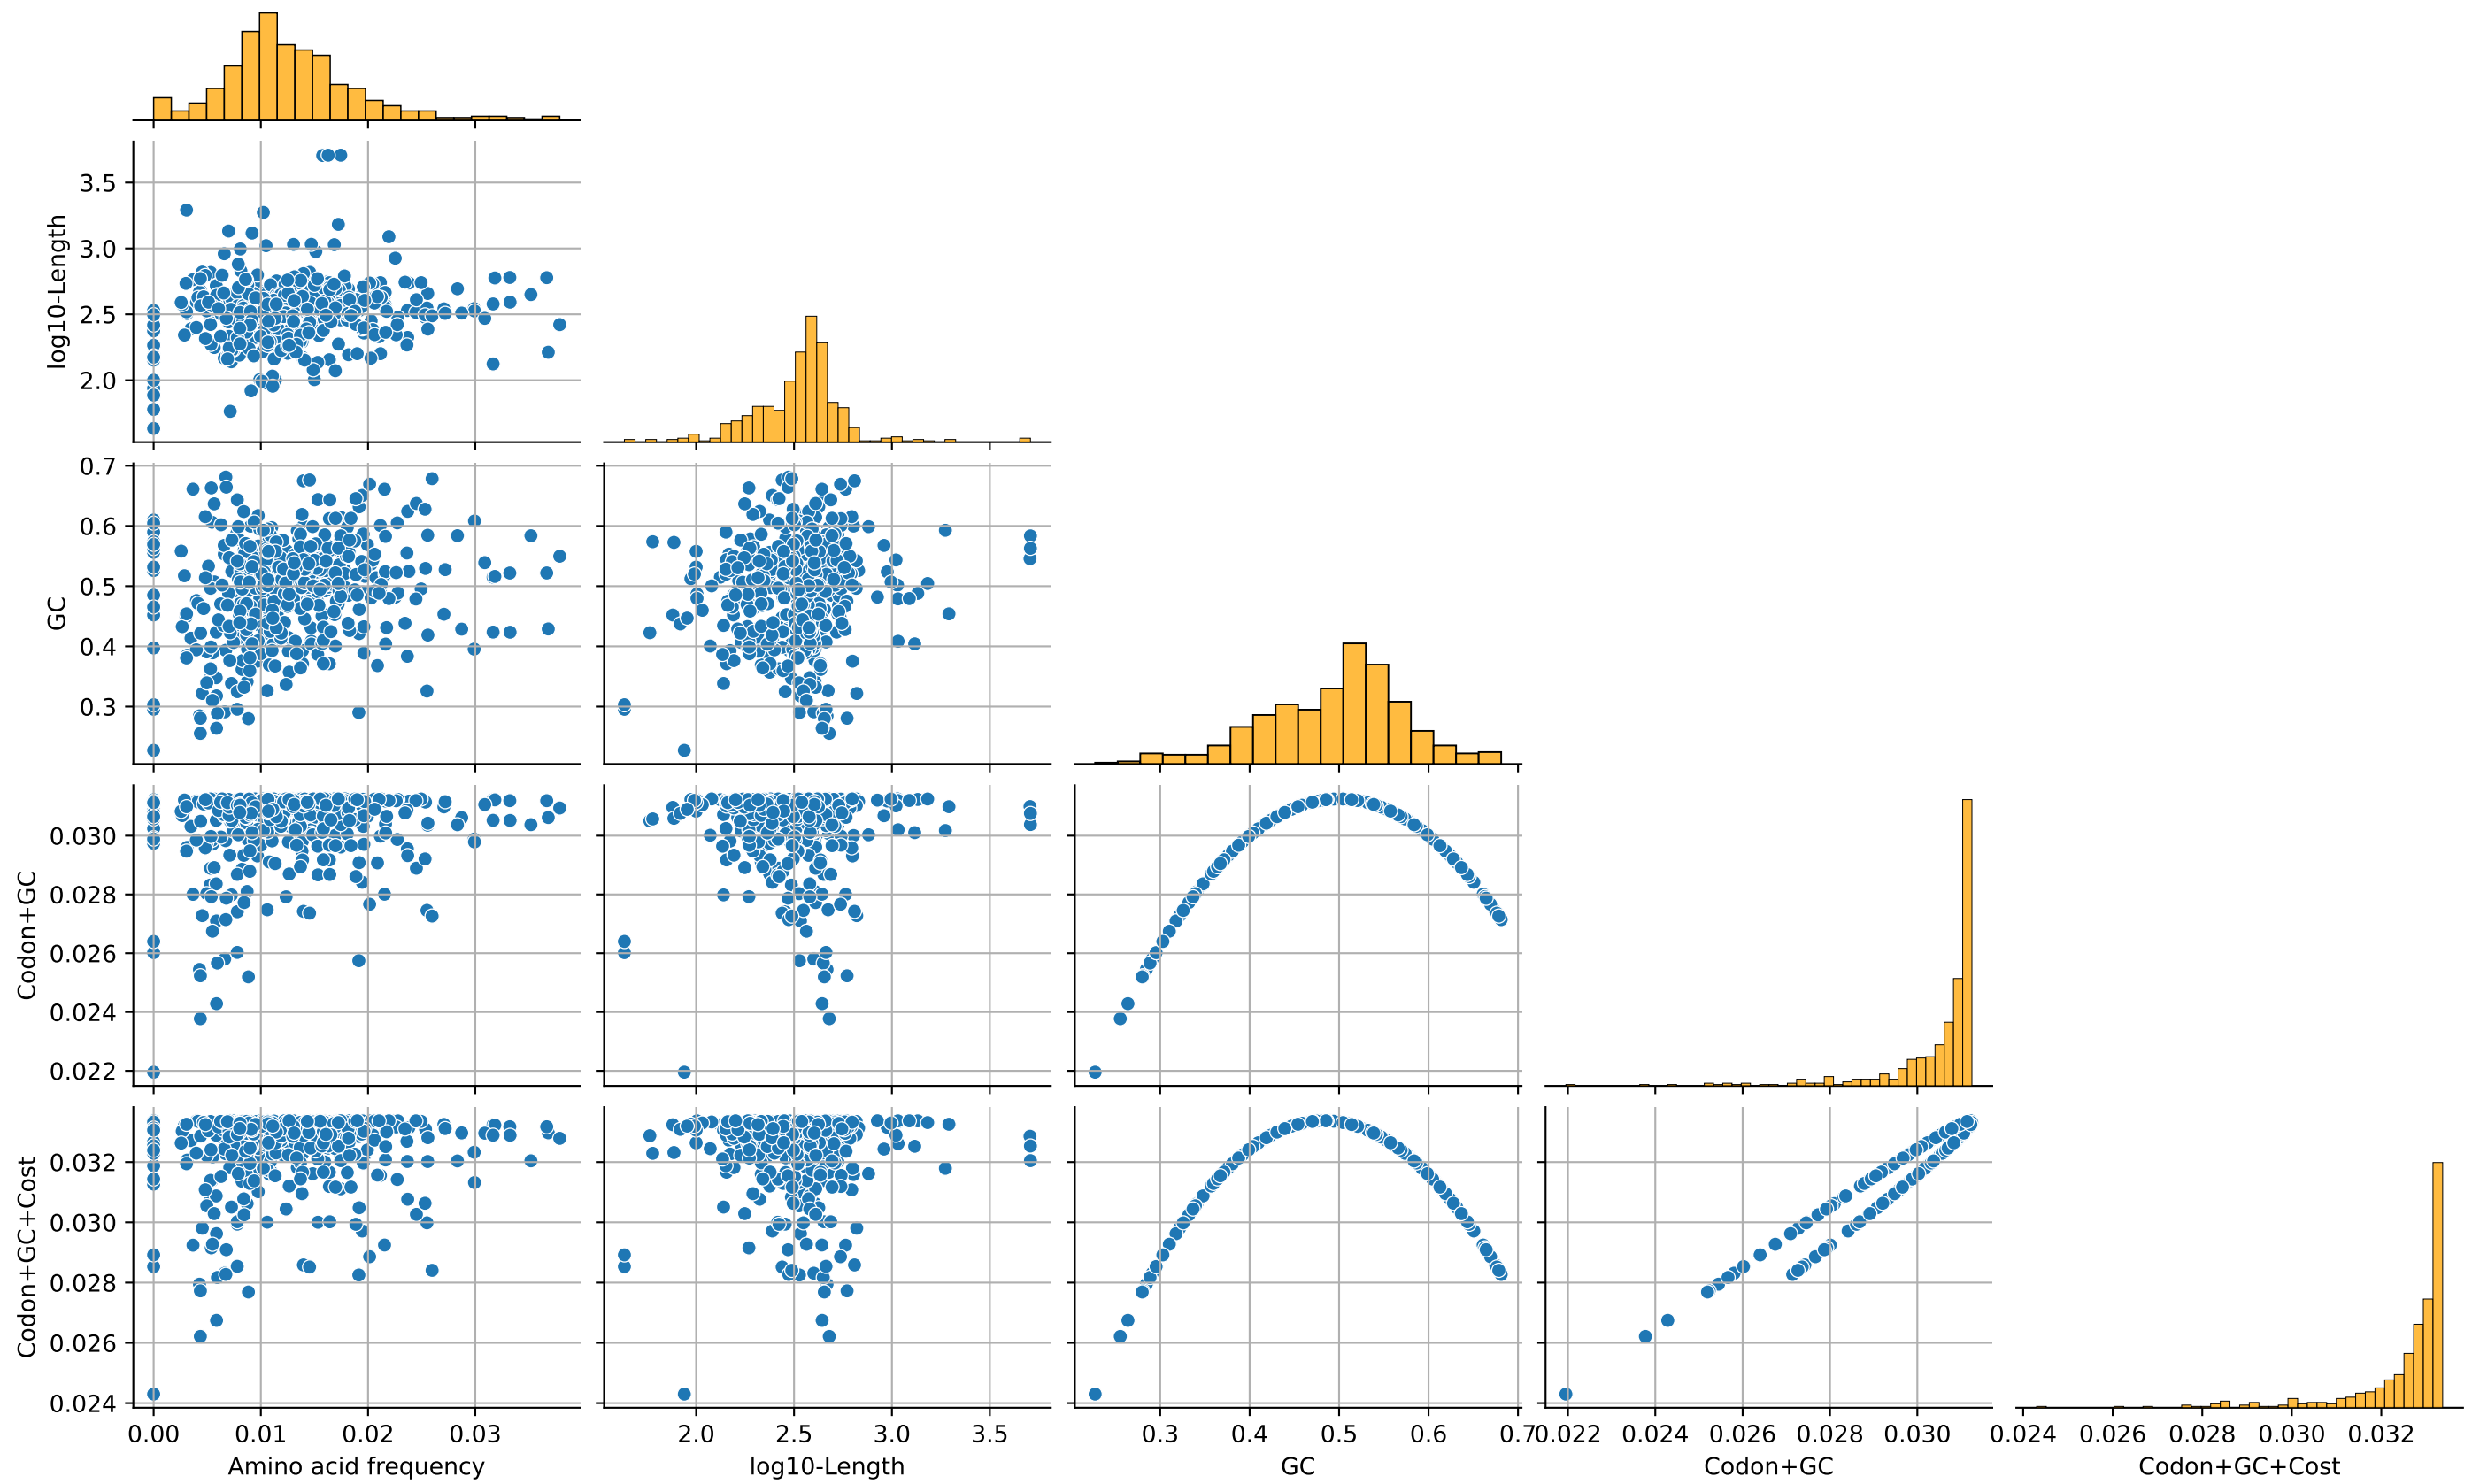 3.5
3.0
2.5
2.0
log10-Length
0.7
0.6
0.5
0.4
0.3
GC
0.030
0.028
0.026
0.024
0.022
Codon+GC
0.032
0.030
0.028
0.026
0.024
Codon+GC+Cost
0.00 0.01 0.02 0.03
Amino acid frequency
2.0 2.5 3.0 3.5
log10-Length
0.3 0.4 0.5 0.6 0.7
GC
0.022 0.024 0.026 0.028 0.030
Codon+GC
0.024 0.026 0.028 0.030 0.032
Codon+GC+Cost